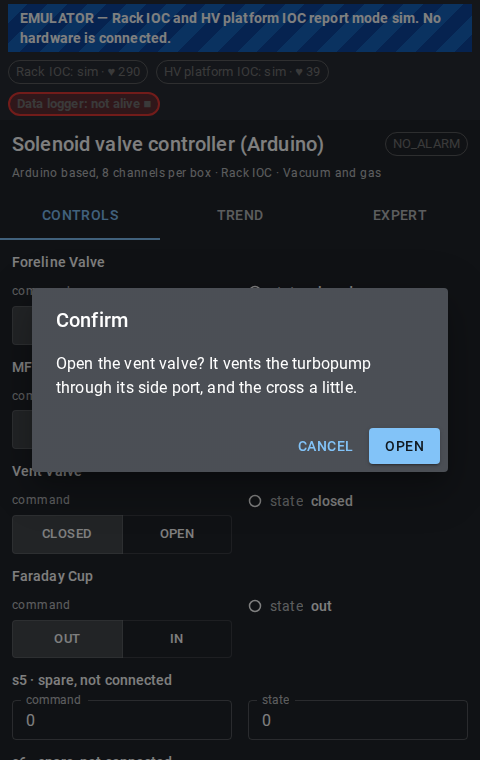 EMULATOR — Rack IOC and HV platform IOC report mode sim. No
hardware is connected.
Rack IOC: sim · ♥ 290
HV platform IOC: sim · ♥ 39
Data logger: not alive ■
Solenoid valve controller (Arduino)
NO_ALARM
Arduino based, 8 channels per box · Rack IOC · Vacuum and gas
CONTROLS
TREND
EXPERT
Foreline Valve
Confirm
Open the vent valve? It vents the turbopump
through its side port, and the cross a little.
CANCEL
OPEN
Vent Valve
command
state closed
CLOSED
OPEN
Faraday Cup
command
state out
OUT
IN
s5 · spare, not connected
command
0
state
0